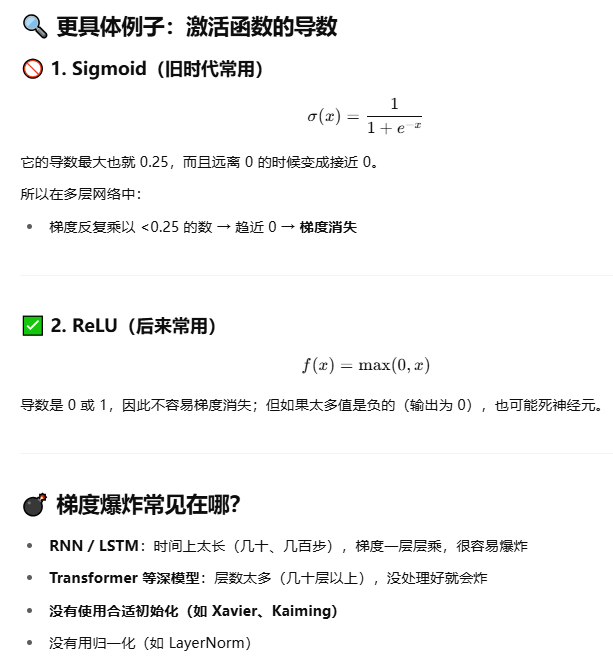 🔍 更具体例子：激活函数的导数
🚫 1. Sigmoid（旧时代常用）
σ(x) = 1 / (1 + e^{-x})
它的导数最大也就 0.25，而且远离 0 的时候变成接近 0。
所以在多层网络中：
• 梯度反复乘以 <0.25 的数 → 趋近 0 → 梯度消失
✅ 2. ReLU（后来常用）
f(x) = max(0, x)
导数是 0 或 1，因此不容易梯度消失；但如果太多值是负的（输出为 0），也可能死神经元。
💣 梯度爆炸常见在哪？
• RNN / LSTM：时间上太长（几十、几百步），梯度一层层乘，很容易爆炸
• Transformer 等深模型：层数太多（几十层以上），没处理好就会炸
• 没有使用合适初始化（如 Xavier、Kaiming）
• 没有用归一化（如 LayerNorm）